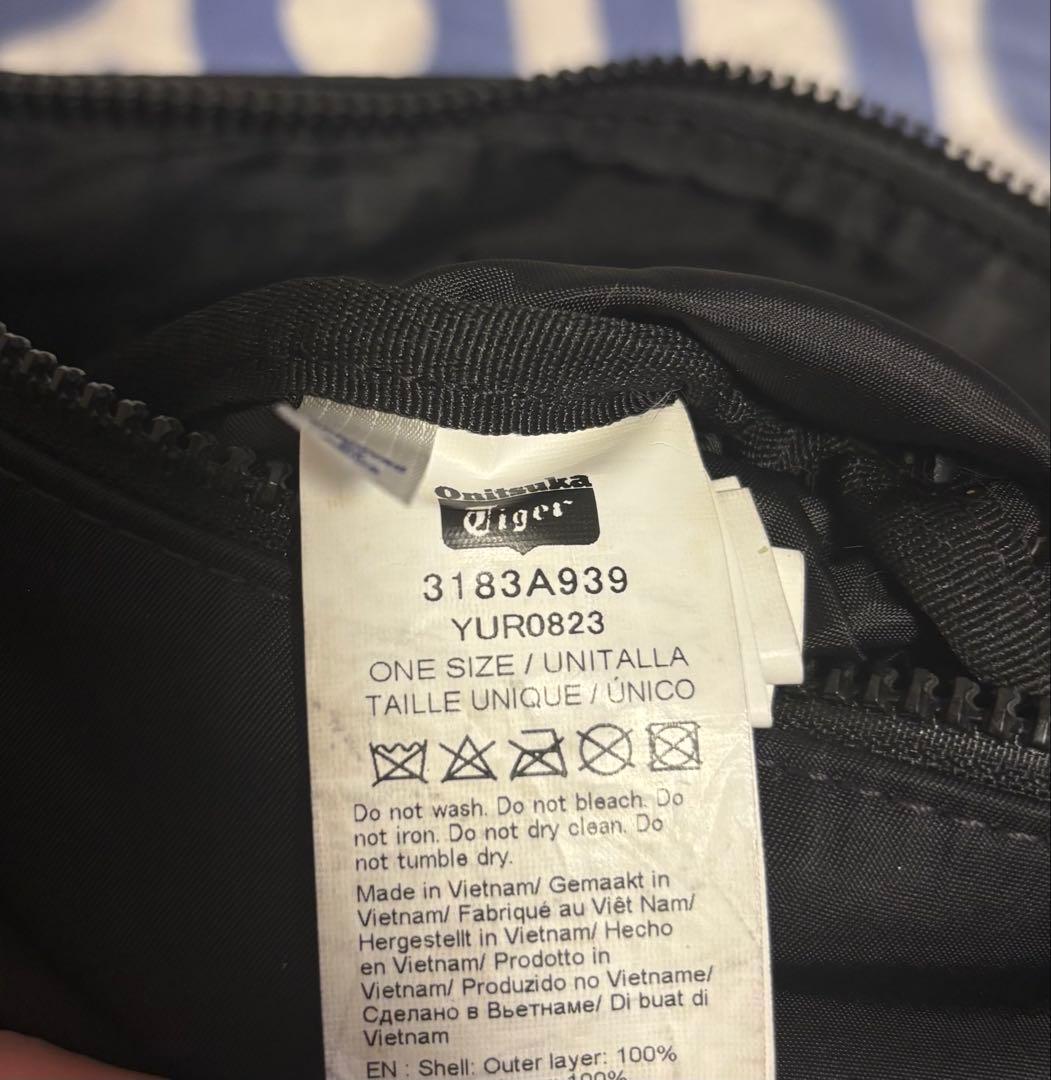 Onitsuka
Tiger
3183A939
YUR0823
ONE SIZE / UNITALLA
TAILLE UNIQUE / ÚNICO
Do not wash. Do not bleach. Do
not iron. Do not dry clean. Do
not tumble dry.
Made in Vietnam/ Gemaakt in
Vietnam/ Fabriqué au Viêt Nam/
Hergestellt in Vietnam/ Hecho
en Vietnam/ Prodotto in
Vietnam/ Produzido no Vietname/
Сделано в Вьетнаме/ Di buat di
Vietnam
EN : Shell: Outer layer: 100%
100%